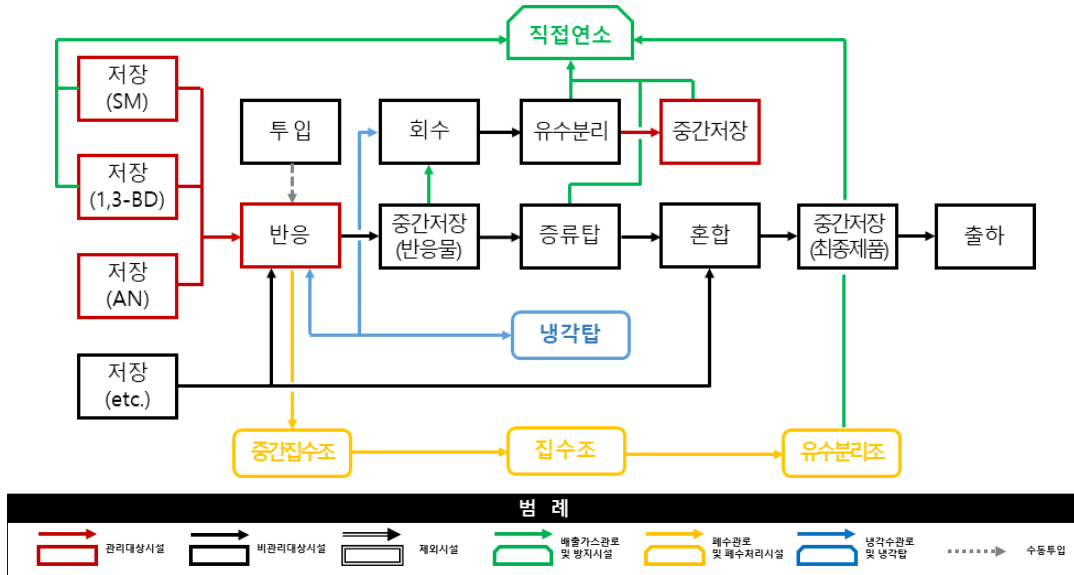 직접연소
저장
(SM)
투입
회수
유수분리
중간저장
저장
(1,3-BD)
반응
중간저장
(반응물)
증류탑
혼합
중간저장
(최종제품)
출하
저장
(AN)
냉각탑
저장
(etc.)
중간집수조
집수조
유수분리조
범 례
관리대상시설
비관리대상시설
제외시설
배출가스관로
및 방지시설
폐수관로
및 폐수처리시설
냉각수관로
및 냉각탑
수동투입